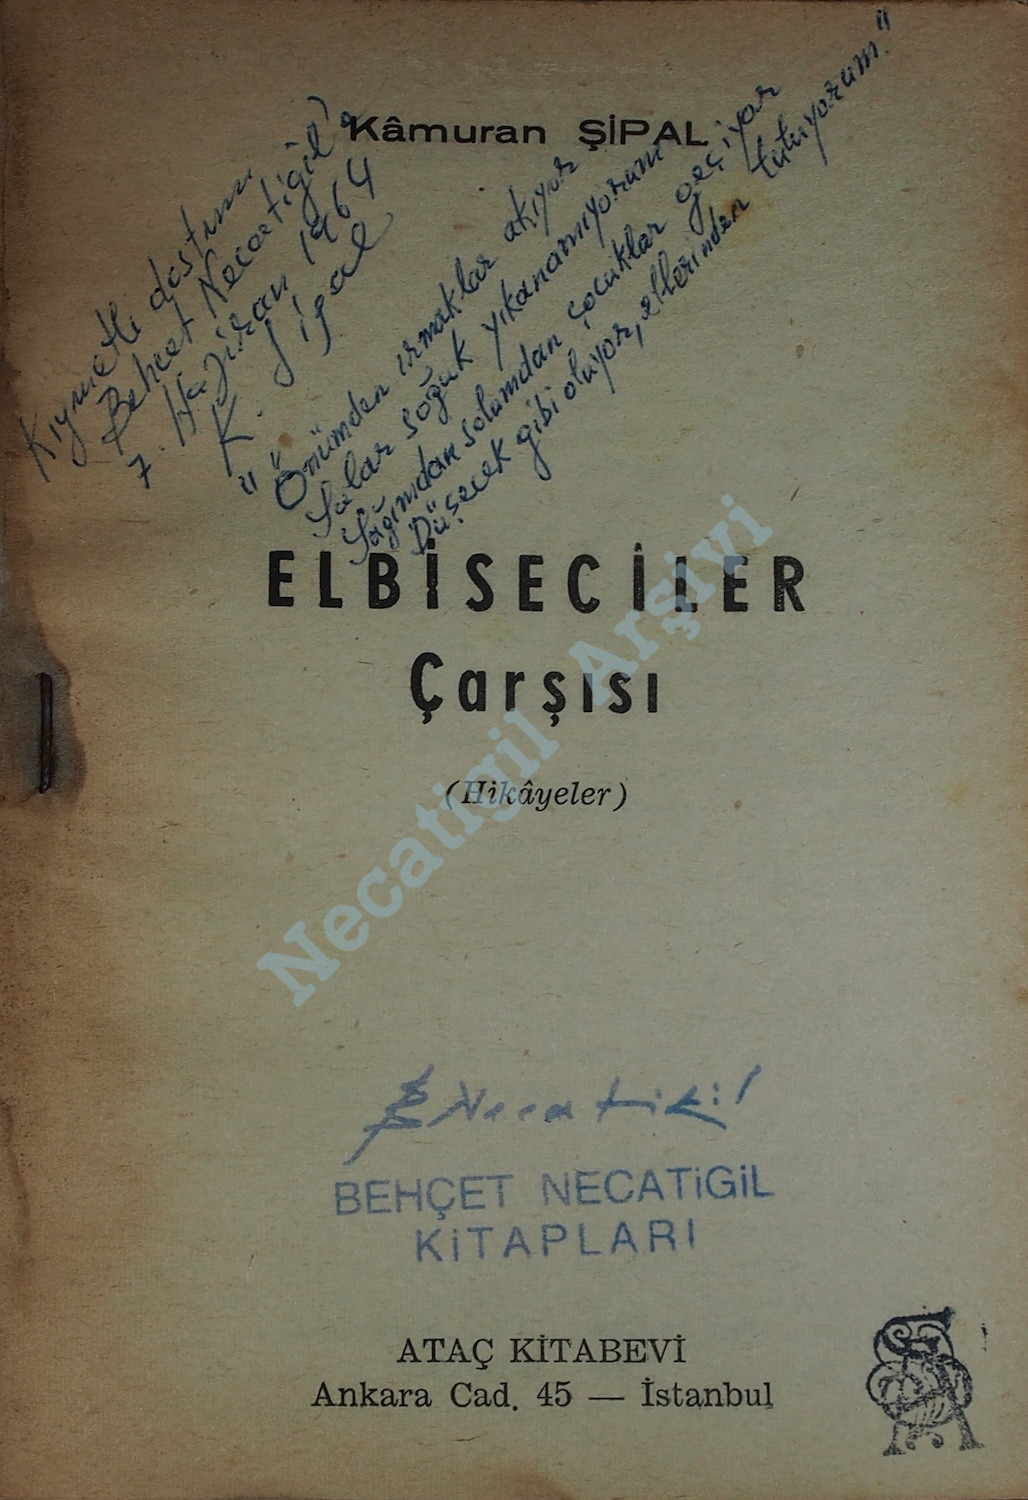 Kâmuran ŞİPAL
Kıymetli dostum
Behcet Necatigil'e
7. Haziran 1964
K. Şipal
"Önümden ırmaklar akıyor
Sular soğuk yıkanamıyorum
Sağımdan solumdan çocuklar geçiyor
Düşecek gibi oluyor, ellerinden tutuyorum."
ELBİSECİLER
Çarşısı
(Hikâyeler)
Necatigil Arşivi
BNecatigil
BEHÇET NECATİGİL
KİTAPLARI
ATAÇ KİTABEVİ
Ankara Cad. 45 — İstanbul